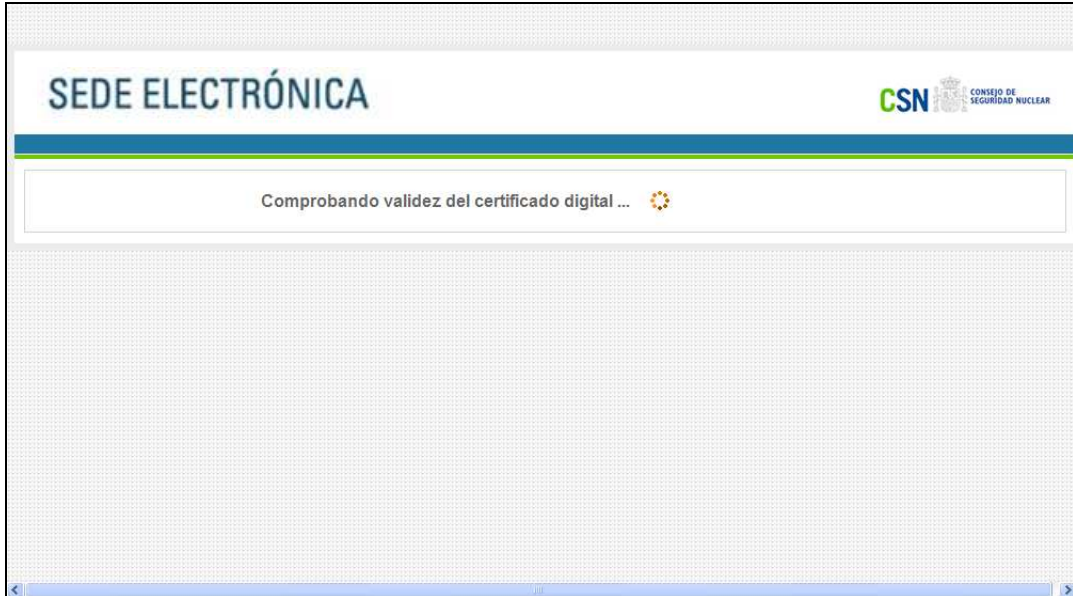 SEDE ELECTRÓNICA
CSN
CONSEJO DE
SEGURIDAD NUCLEAR
Comprobando validez del certificado digital ...